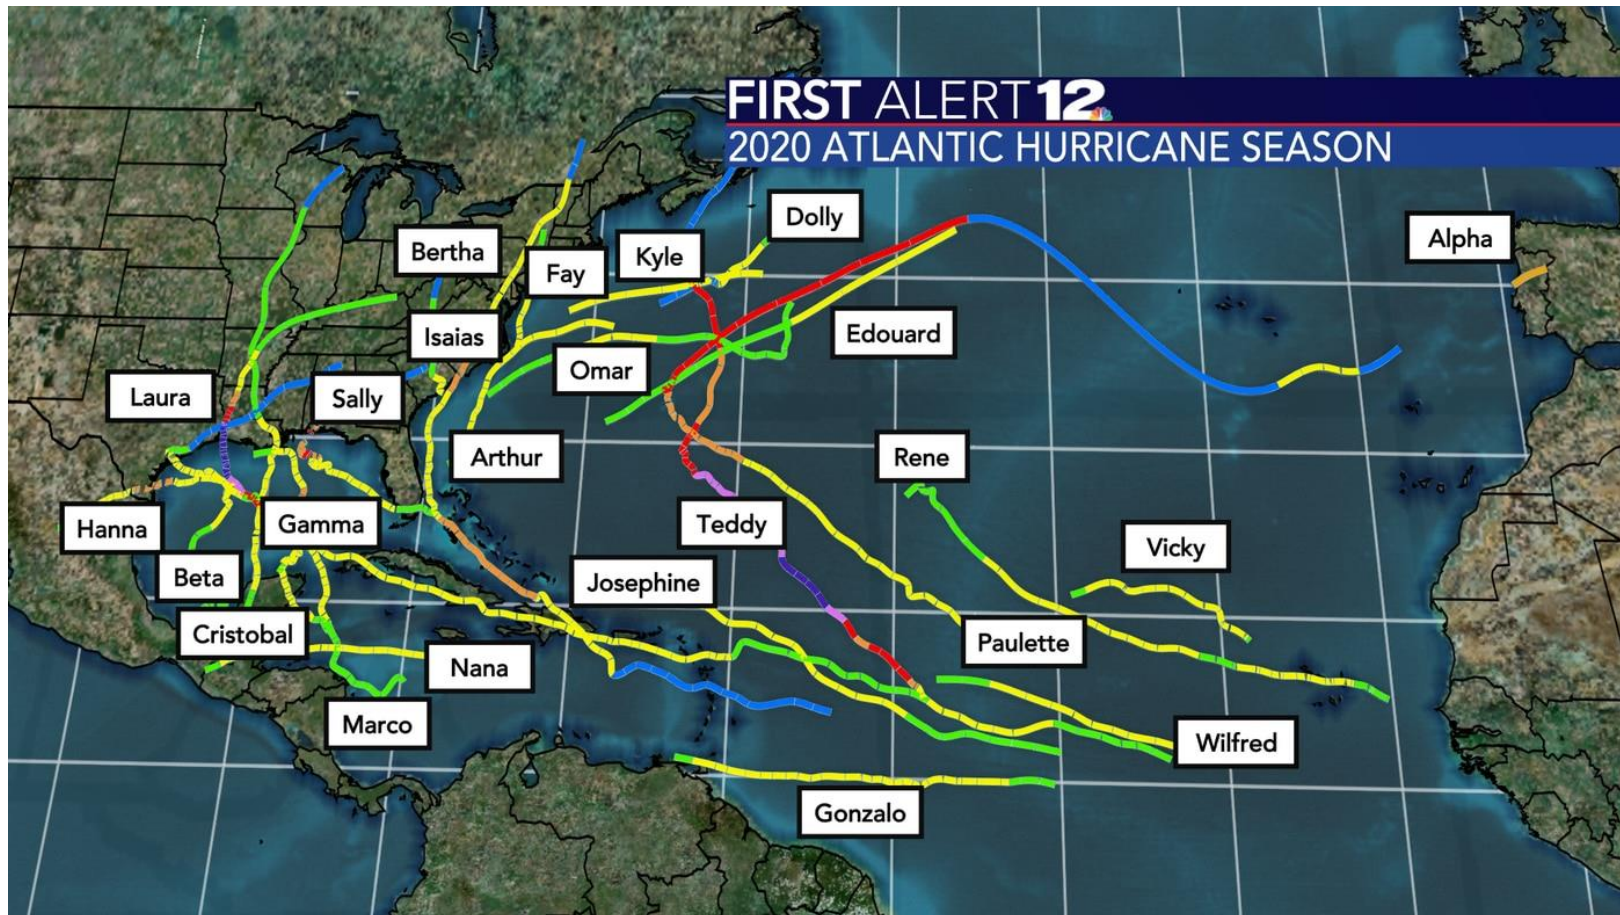 FIRST ALERT 12
2020 ATLANTIC HURRICANE SEASON
Dolly
Alpha
Bertha
Kyle
Fay
Isaias
Edouard
Omar
Laura
Sally
Arthur
Rene
Hanna
Gamma
Teddy
Vicky
Beta
Josephine
Cristobal
Paulette
Nana
Marco
Wilfred
Gonzalo